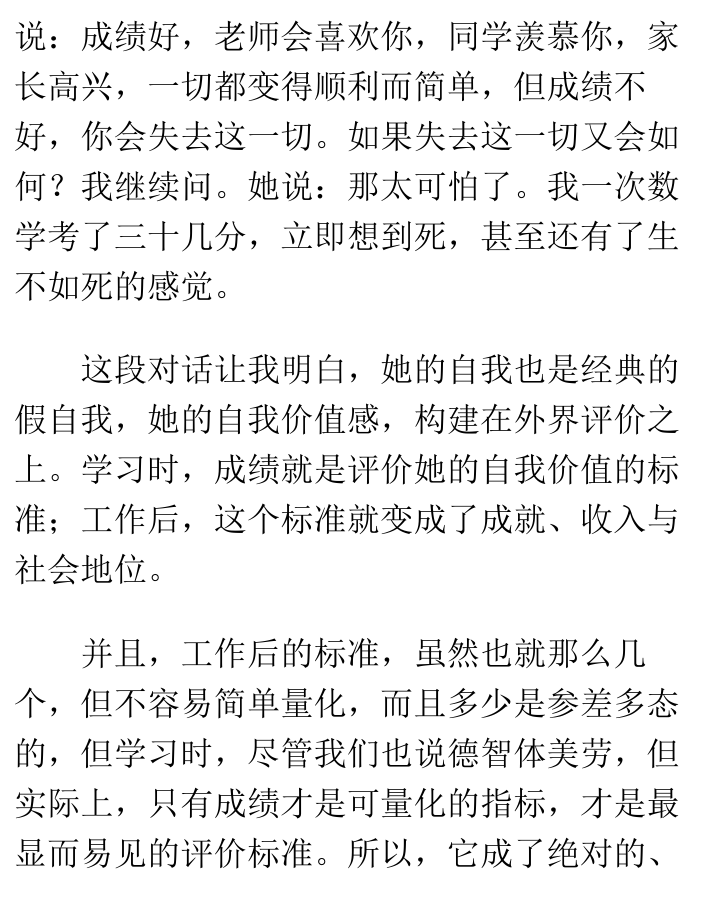 说：成绩好，老师会喜欢你，同学羡慕你，家
长高兴，一切都变得顺利而简单，但成绩不
好，你会失去这一切。如果失去这一切又会如
何？我继续问。她说：那太可怕了。我一次数
学考了三十几分，立即想到死，甚至还有了生
不如死的感觉。
这段对话让我明白，她的自我也是经典的
假自我，她的自我价值感，构建在外界评价之
上。学习时，成绩就是评价她的自我价值的标
准；工作后，这个标准就变成了成就、收入与
社会地位。
并且，工作后的标准，虽然也就那么几
个，但不容易简单量化，而且多少是参差多态
的，但学习时，尽管我们也说德智体美劳，但
实际上，只有成绩才是可量化的指标，才是最
显而易见的评价标准。所以，它成了绝对的、